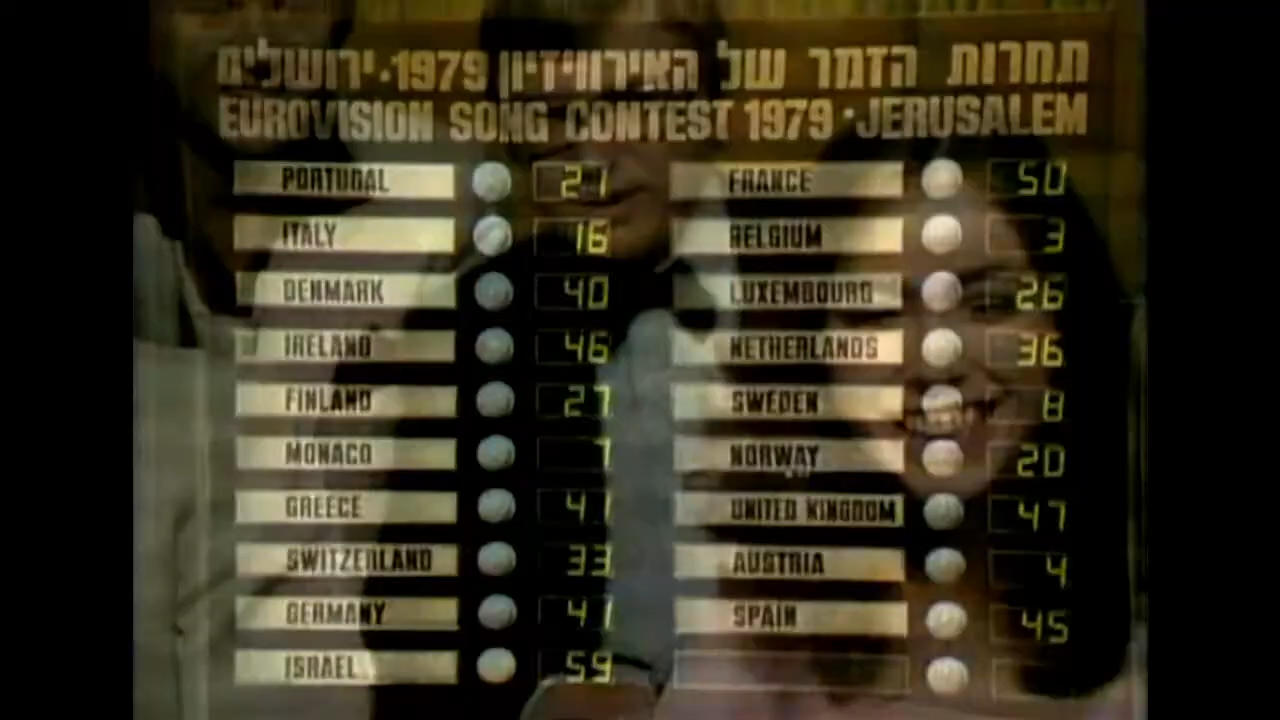 תחרות הזמר של האירוויזיון 1979 · ירושלים
EUROVISION SONG CONTEST 1979 · JERUSALEM
PORTUGAL 21
ITALY 16
DENMARK 40
IRELAND 46
FINLAND 27
MONACO 7
GREECE 41
SWITZERLAND 33
GERMANY 41
ISRAEL 59
FRANCE 50
BELGIUM 3
LUXEMBOURG 26
NETHERLANDS 36
SWEDEN 8
NORWAY 20
UNITED KINGDOM 47
AUSTRIA 4
SPAIN 45